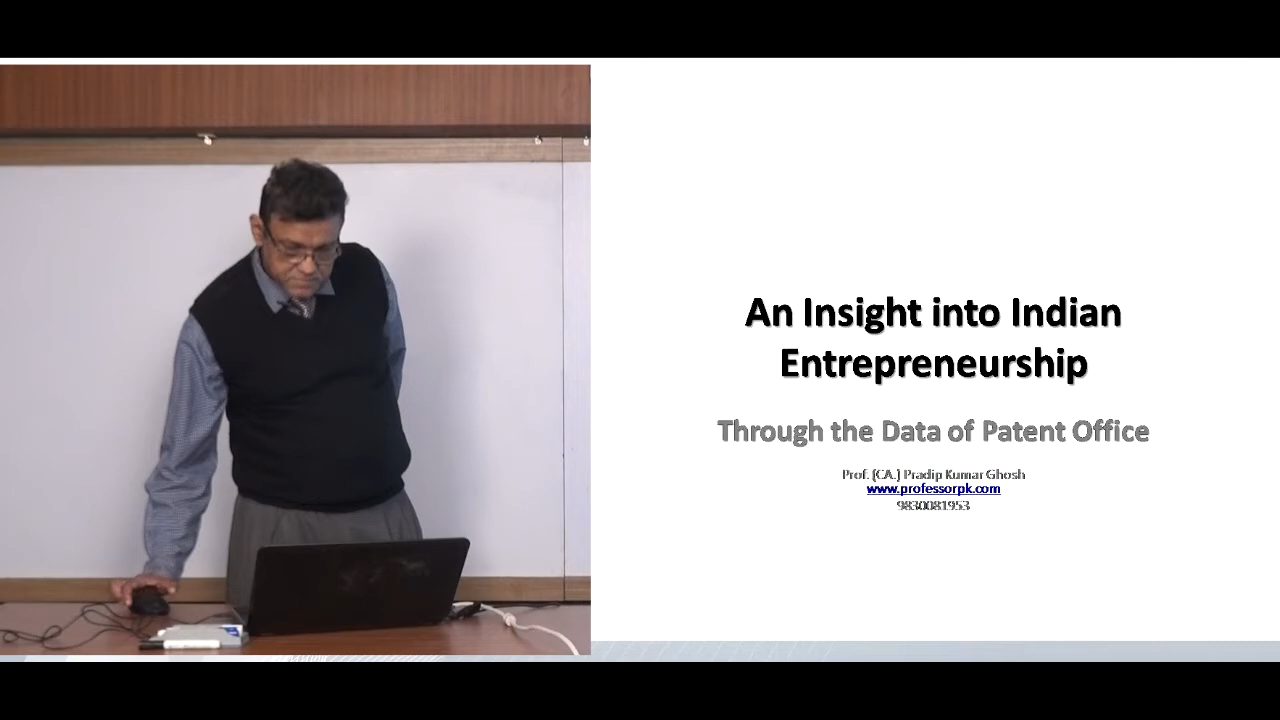 An Insight into Indian
Entrepreneurship
Through the Data of Patent Office
Prof. (CA.) Pradip Kumar Ghosh
www.professorpk.com
9830081953